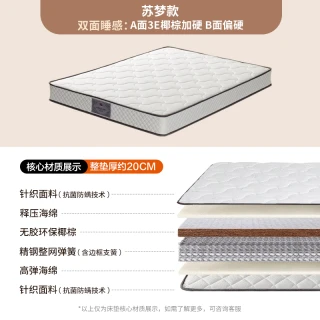 苏梦款
双面睡感：A面3E椰棕加硬 B面偏硬
核心材质展示 整垫厚约20CM
针织面料（抗菌防螨技术）
释压海绵
无胶环保椰棕
精钢整网弹簧（含边框支簧）
高弹海绵
针织面料（抗菌防螨技术）
*以上仅为床垫核心材质展示，如需了解更多，可咨询客服